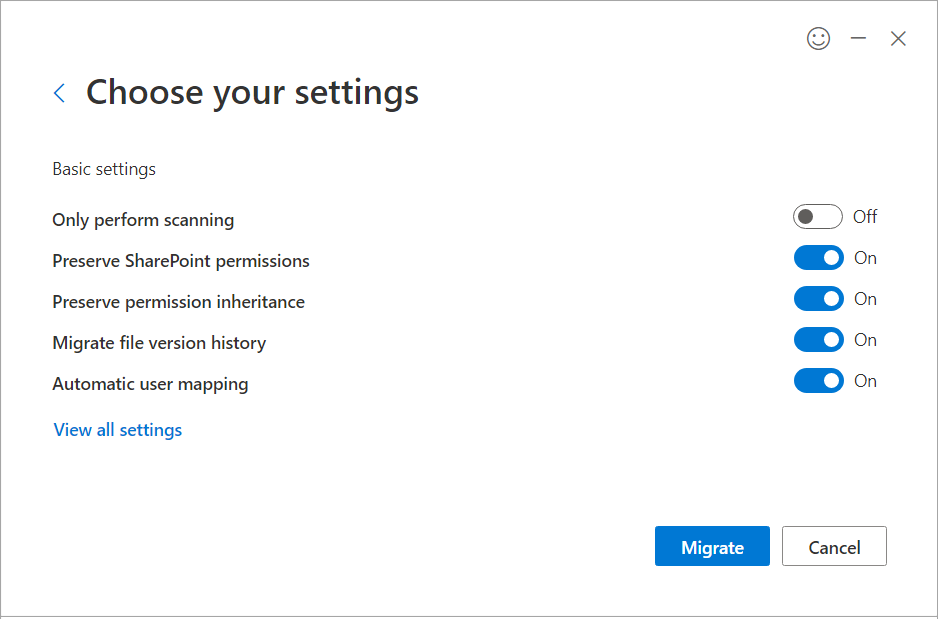 Choose your settings
Basic settings
Only perform scanning Off
Preserve SharePoint permissions On
Preserve permission inheritance On
Migrate file version history On
Automatic user mapping On
View all settings
Migrate Cancel